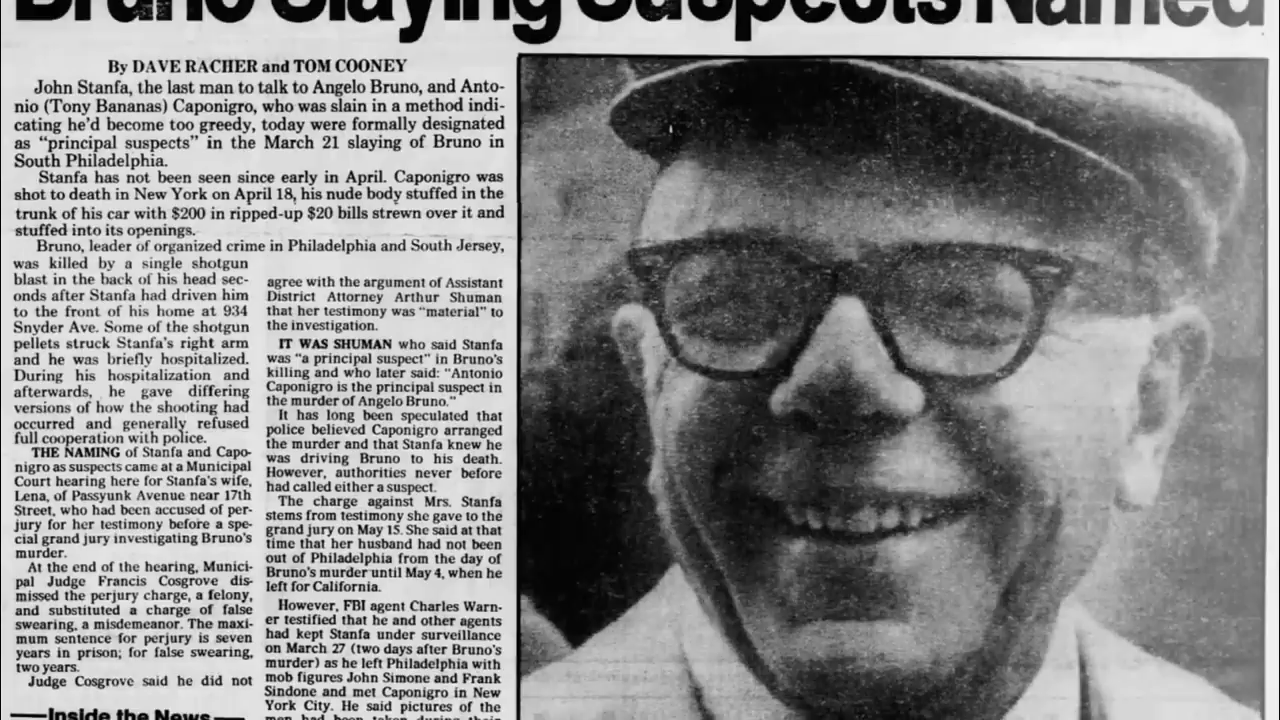 Bruno Slaying Suspects Named
By DAVE RACHER and TOM COONEY
John Stanfa, the last man to talk to Angelo Bruno, and Anto-
nio (Tony Bananas) Caponigro, who was slain in a method indi-
cating he'd become too greedy, today were formally designated
as "principal suspects" in the March 21 slaying of Bruno in
South Philadelphia.
Stanfa has not been seen since early in April. Caponigro was
shot to death in New York on April 18, his nude body stuffed in the
trunk of his car with $200 in ripped-up $20 bills strewn over it and
stuffed into its openings.
Bruno, leader of organized crime in Philadelphia and South Jersey,
was killed by a single shotgun
blast in the back of his head sec-
onds after Stanfa had driven him
to the front of his home at 934
Snyder Ave. Some of the shotgun
pellets struck Stanfa's right arm
and he was briefly hospitalized.
During his hospitalization and
afterwards, he gave differing
versions of how the shooting had
occurred and generally refused
full cooperation with police.
THE NAMING of Stanfa and Capo-
nigro as suspects came at a Municipal
Court hearing here for Stanfa's wife,
Lena, of Passyunk Avenue near 17th
Street, who had been accused of per-
jury for her testimony before a spe-
cial grand jury investigating Bruno's
murder.
At the end of the hearing, Munici-
pal Judge Francis Cosgrove dis-
missed the perjury charge, a felony,
and substituted a charge of false
swearing, a misdemeanor. The maxi-
mum sentence for perjury is seven
years in prison; for false swearing,
two years.
Judge Cosgrove said he did not
Inside the News
agree with the argument of Assistant
District Attorney Arthur Shuman
that her testimony was "material" to
the investigation.
IT WAS SHUMAN who said Stanfa
was "a principal suspect" in Bruno's
killing and who later said: "Antonio
Caponigro is the principal suspect in
the murder of Angelo Bruno."
It has long been speculated that
police believed Caponigro arranged
the murder and that Stanfa knew he
was driving Bruno to his death.
However, authorities never before
had called either a suspect.
The charge against Mrs. Stanfa
stems from testimony she gave to the
grand jury on May 15. She said at that
time that her husband had not been
out of Philadelphia from the day of
Bruno's murder until May 4, when he
left for California.
However, FBI agent Charles Warn-
er testified that he and other agents
had kept Stanfa under surveillance
on March 27 (two days after Bruno's
murder) as he left Philadelphia with
mob figures John Simone and Frank
Sindone and met Caponigro in New
York City. He said pictures of the
men had been taken during their